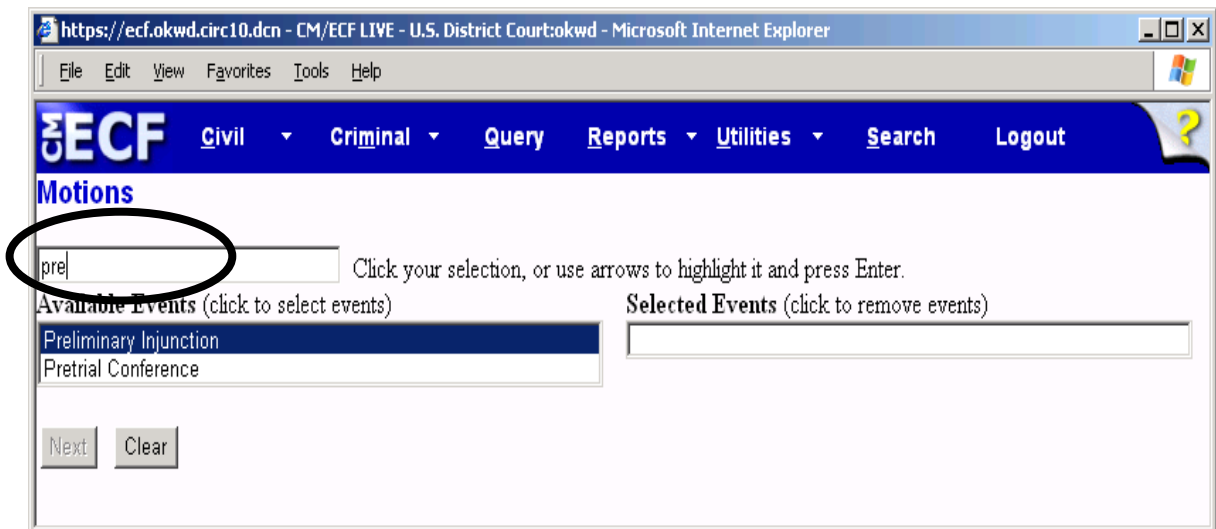 https://ecf.okwd.circ10.dcn - CM/ECF LIVE - U.S. District Court:okwd - Microsoft Internet Explorer
File Edit View Favorites Tools Help
CM ECF Civil Criminal Query Reports Utilities Search Logout ?
Motions
pre Click your selection, or use arrows to highlight it and press Enter.
Available Events (click to select events) Selected Events (click to remove events)
Preliminary Injunction
Pretrial Conference
Next Clear